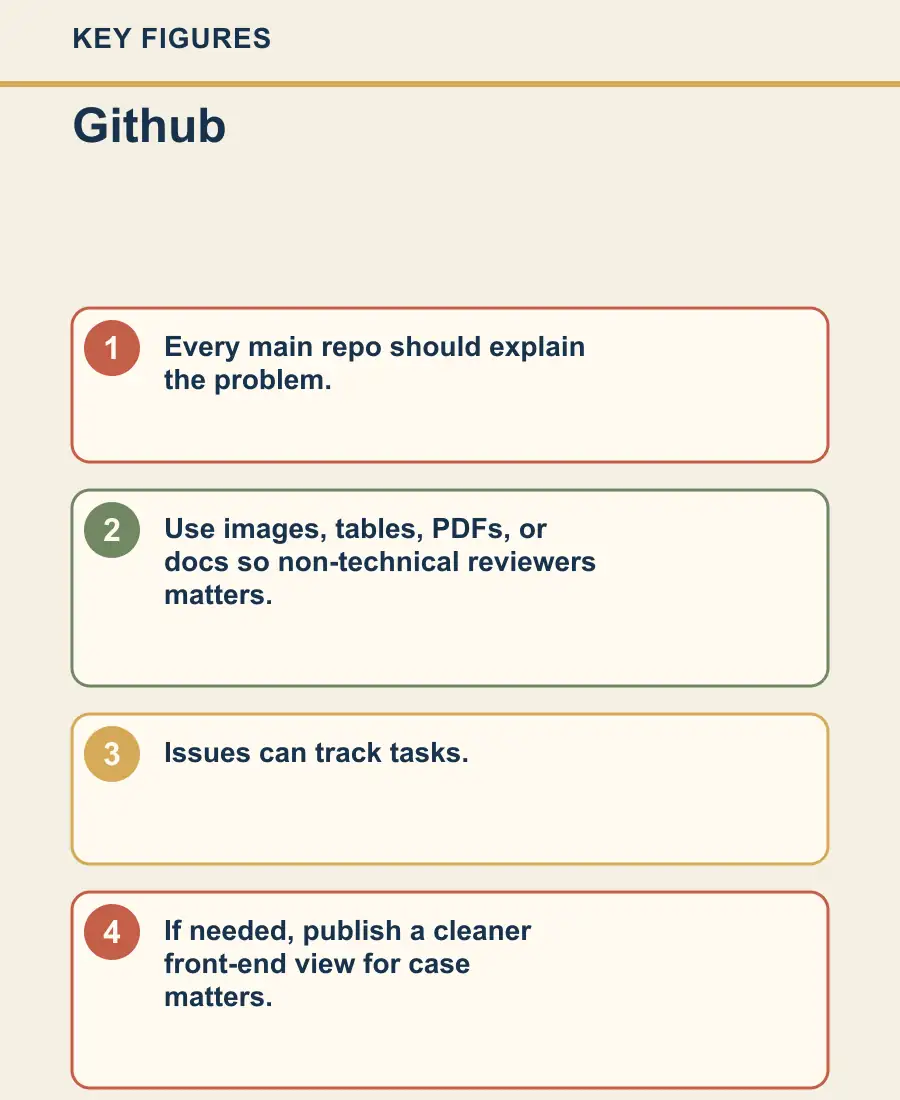 KEY FIGURES
Github
1
Every main repo should explain
the problem.
2
Use images, tables, PDFs, or
docs so non-technical reviewers
matters.
3
Issues can track tasks.
4
If needed, publish a cleaner
front-end view for case
matters.